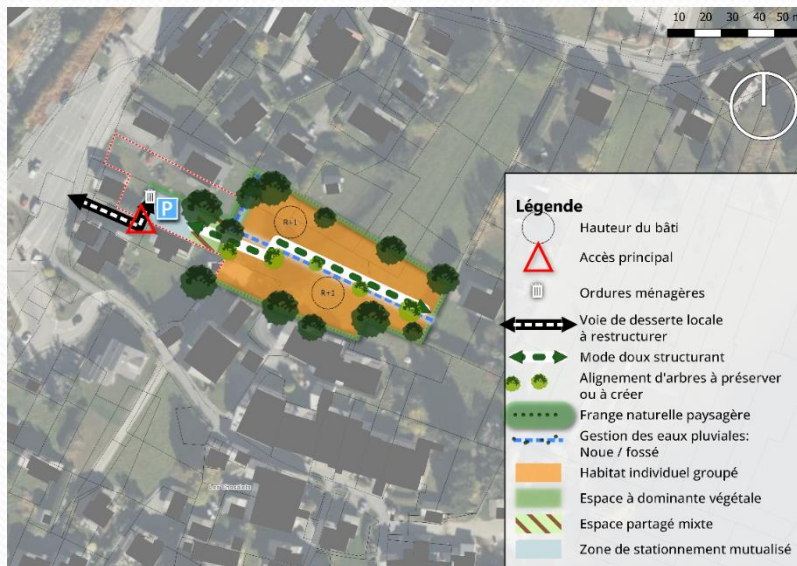 10 20 30 40 50 m
P
R+1
R+1
Légende
Hauteur du bâti
Accès principal
Ordures ménagères
Voie de desserte locale
à restructurer
Mode doux structurant
Alignement d'arbres à préserver
ou à créer
Frange naturelle paysagère
Gestion des eaux pluviales:
Noue / fossé
Habitat individuel groupé
Espace à dominante végétale
Espace partagé mixte
Zone de stationnement mutualisé